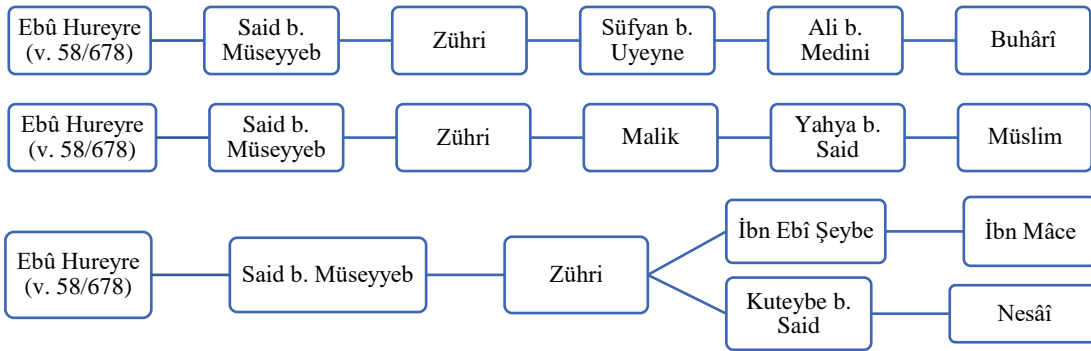 Ebû Hureyre
(v. 58/678)
Said b.
Müseyyeb
Zühri
Süfyan b.
Uyeyne
Ali b.
Medini
Buhârî
Ebû Hureyre
(v. 58/678)
Said b.
Müseyyeb
Zühri
Malik
Yahya b.
Said
Müslim
Ebû Hureyre
(v. 58/678)
Said b. Müseyyeb
Zühri
İbn Ebî Şeybe
İbn Mâce
Kuteybe b.
Said
Nesâî